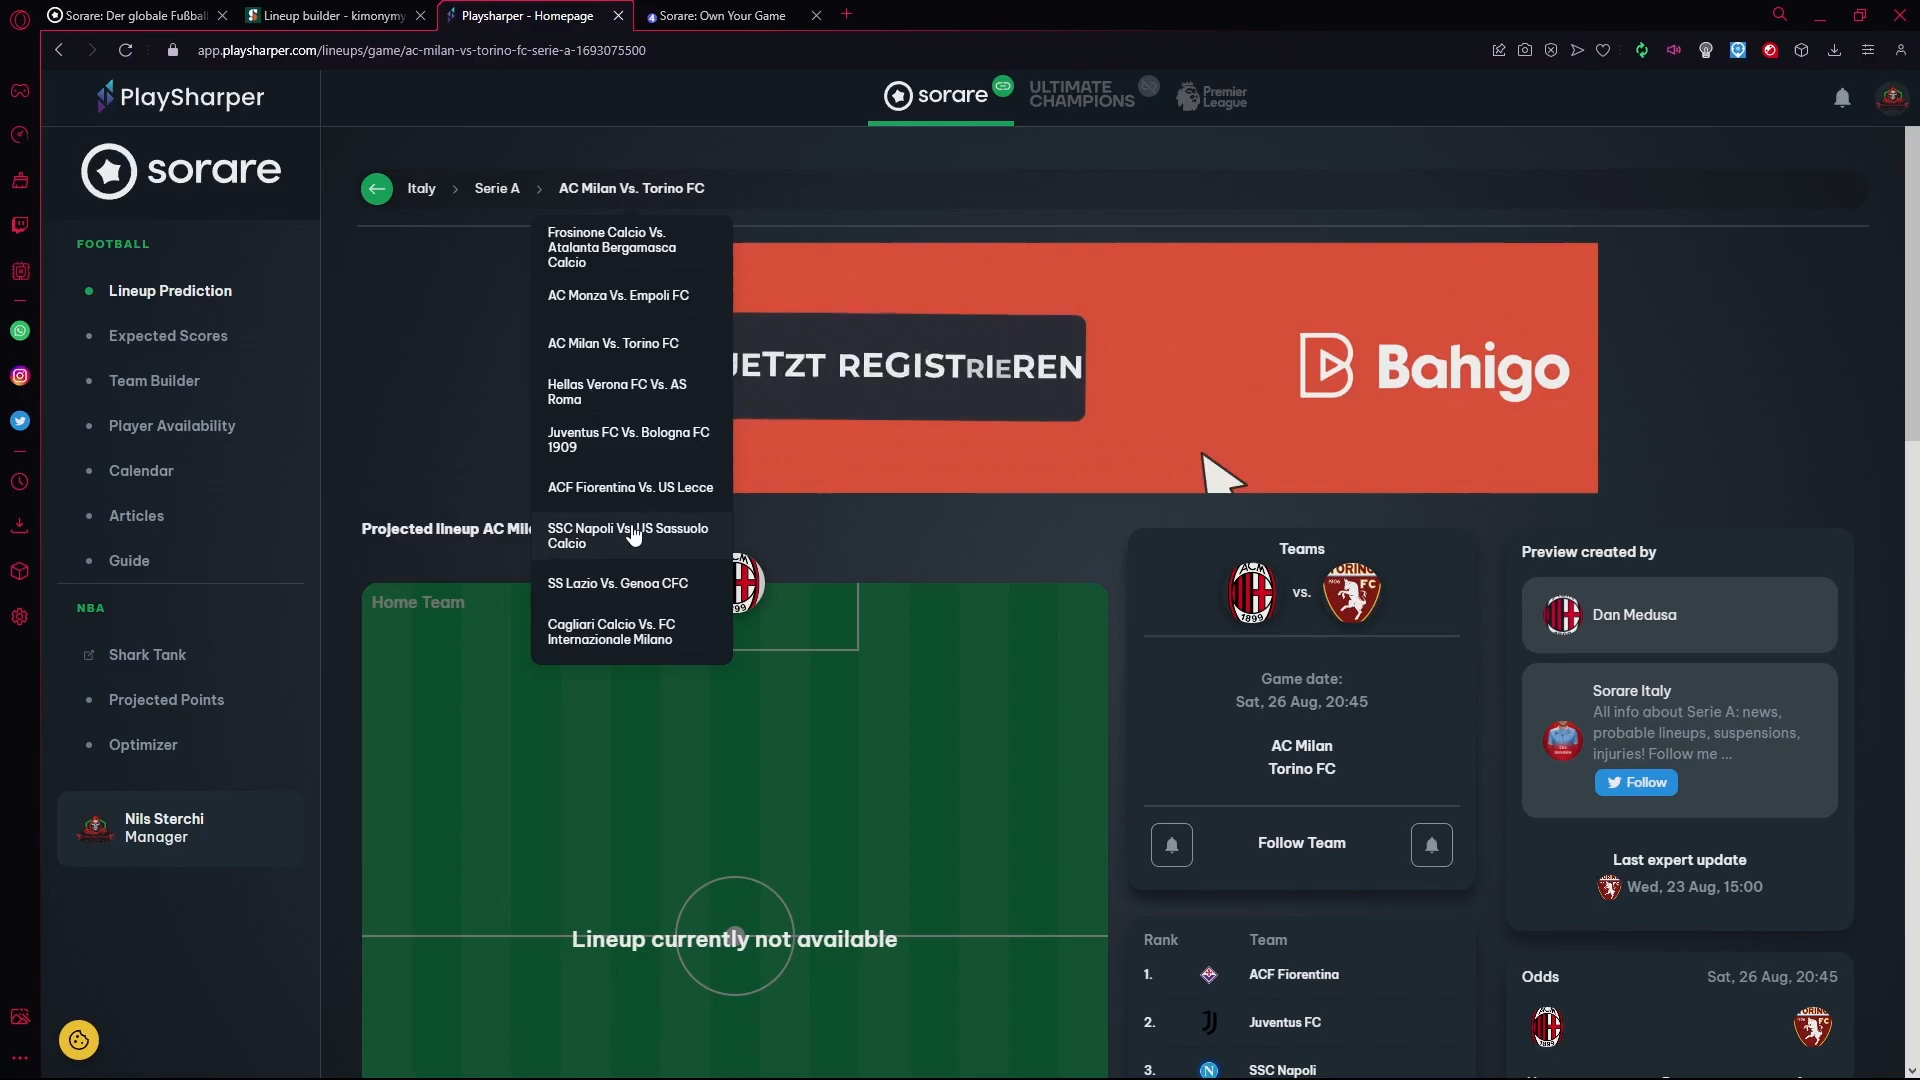 Sorare: Der globale Fußball
Lineup builder - kimonymy
Playsharper - Homepage
Sorare: Own Your Game
app.playsharper.com/lineups/game/ac-milan-vs-torino-fc-serie-a-1693075500
PlaySharper
sorare
ULTIMATE
CHAMPIONS
Premier
League
sorare
Italy > Serie A > AC Milan Vs. Torino FC
FOOTBALL
Lineup Prediction
Expected Scores
Team Builder
Player Availability
Calendar
Articles
Guide
NBA
Shark Tank
Projected Points
Optimizer
Nils Sterchi
Manager
Frosinone Calcio Vs.
Atalanta Bergamasca
Calcio
AC Monza Vs. Empoli FC
AC Milan Vs. Torino FC
Hellas Verona FC Vs. AS
Roma
Juventus FC Vs. Bologna FC
1909
ACF Fiorentina Vs. US Lecce
SSC Napoli Vs. US Sassuolo
Calcio
SS Lazio Vs. Genoa CFC
Cagliari Calcio Vs. FC
Internazionale Milano
JETZT REGISTRIEREN
Bahigo
Projected lineup AC Mil
Home Team
Lineup currently not available
Teams
vs.
Game date:
Sat, 26 Aug, 20:45
AC Milan
Torino FC
Follow Team
Rank Team
1. ACF Fiorentina
2. Juventus FC
3. SSC Napoli
Preview created by
Dan Medusa
Sorare Italy
All info about Serie A: news,
probable lineups, suspensions,
injuries! Follow me ...
Follow
Last expert update
Wed, 23 Aug, 15:00
Odds Sat, 26 Aug, 20:45